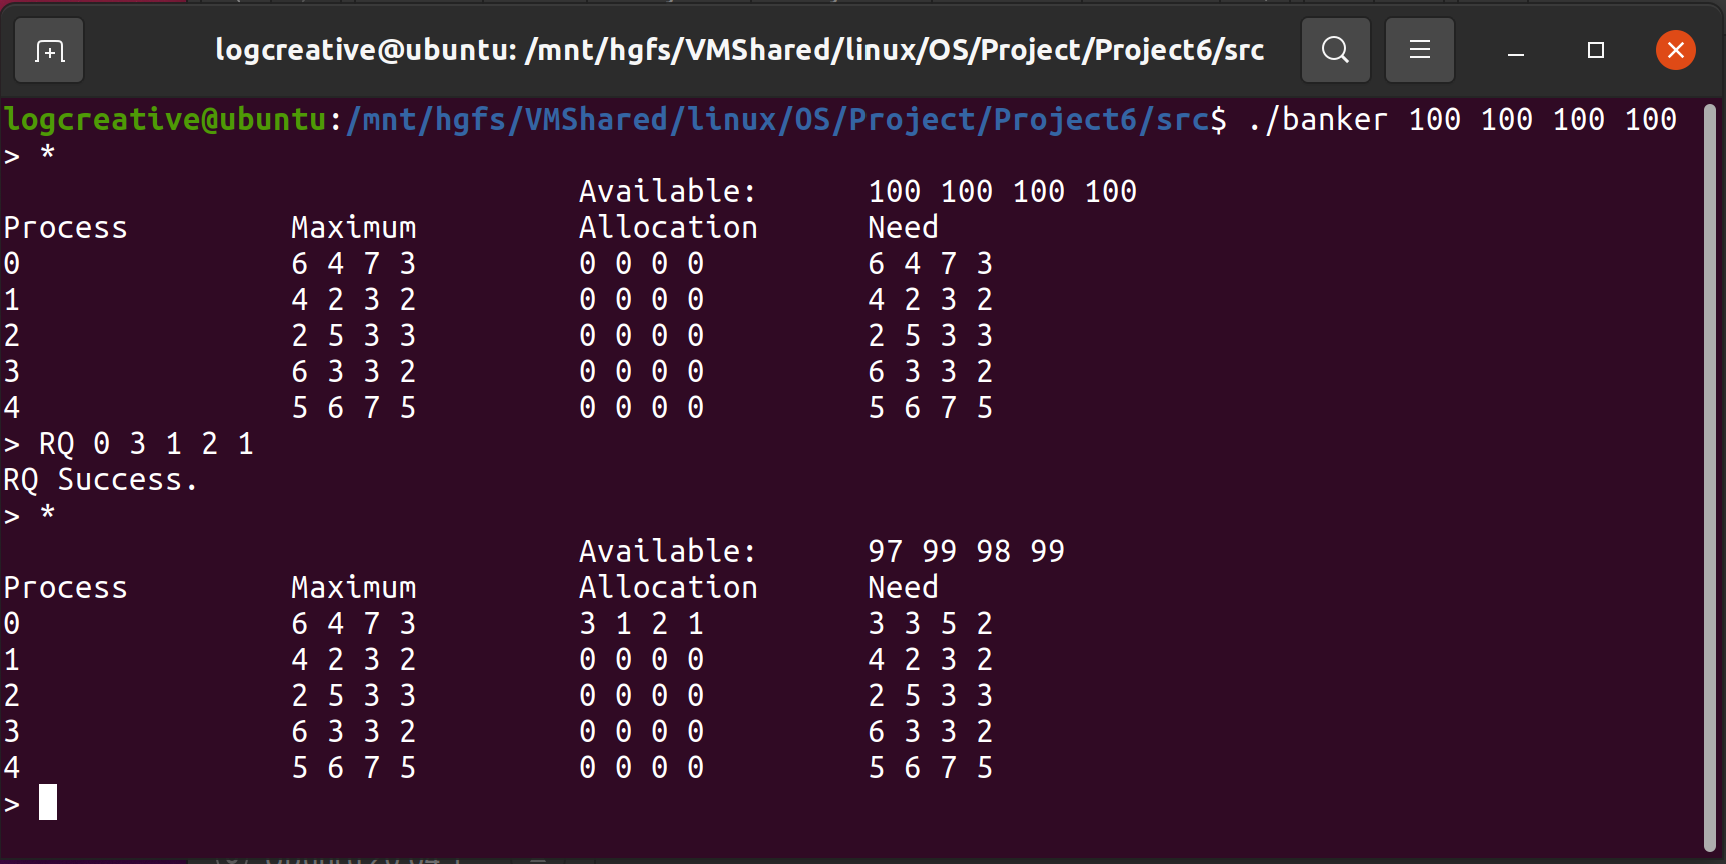 logcreative@ubuntu: /mnt/hgfs/VMShared/linux/OS/Project/Project6/src
logcreative@ubuntu:/mnt/hgfs/VMShared/linux/OS/Project/Project6/src$ ./banker 100 100 100 100
> *
Available: 100 100 100 100
Process Maximum Allocation Need
0 6 4 7 3 0 0 0 0 6 4 7 3
1 4 2 3 2 0 0 0 0 4 2 3 2
2 2 5 3 3 0 0 0 0 2 5 3 3
3 6 3 3 2 0 0 0 0 6 3 3 2
4 5 6 7 5 0 0 0 0 5 6 7 5
> RQ 0 3 1 2 1
RQ Success.
> *
Available: 97 99 98 99
Process Maximum Allocation Need
0 6 4 7 3 3 1 2 1 3 3 5 2
1 4 2 3 2 0 0 0 0 4 2 3 2
2 2 5 3 3 0 0 0 0 2 5 3 3
3 6 3 3 2 0 0 0 0 6 3 3 2
4 5 6 7 5 0 0 0 0 5 6 7 5
>